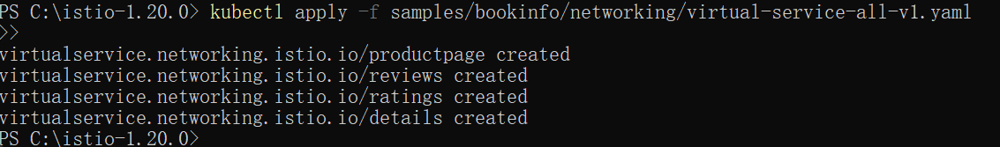 PS C:\istio-1.20.0> kubectl apply -f samples/bookinfo/networking/virtual-service-all-v1.yaml
>>
virtualservice.networking.istio.io/productpage created
virtualservice.networking.istio.io/reviews created
virtualservice.networking.istio.io/ratings created
virtualservice.networking.istio.io/details created
PS C:\istio-1.20.0>